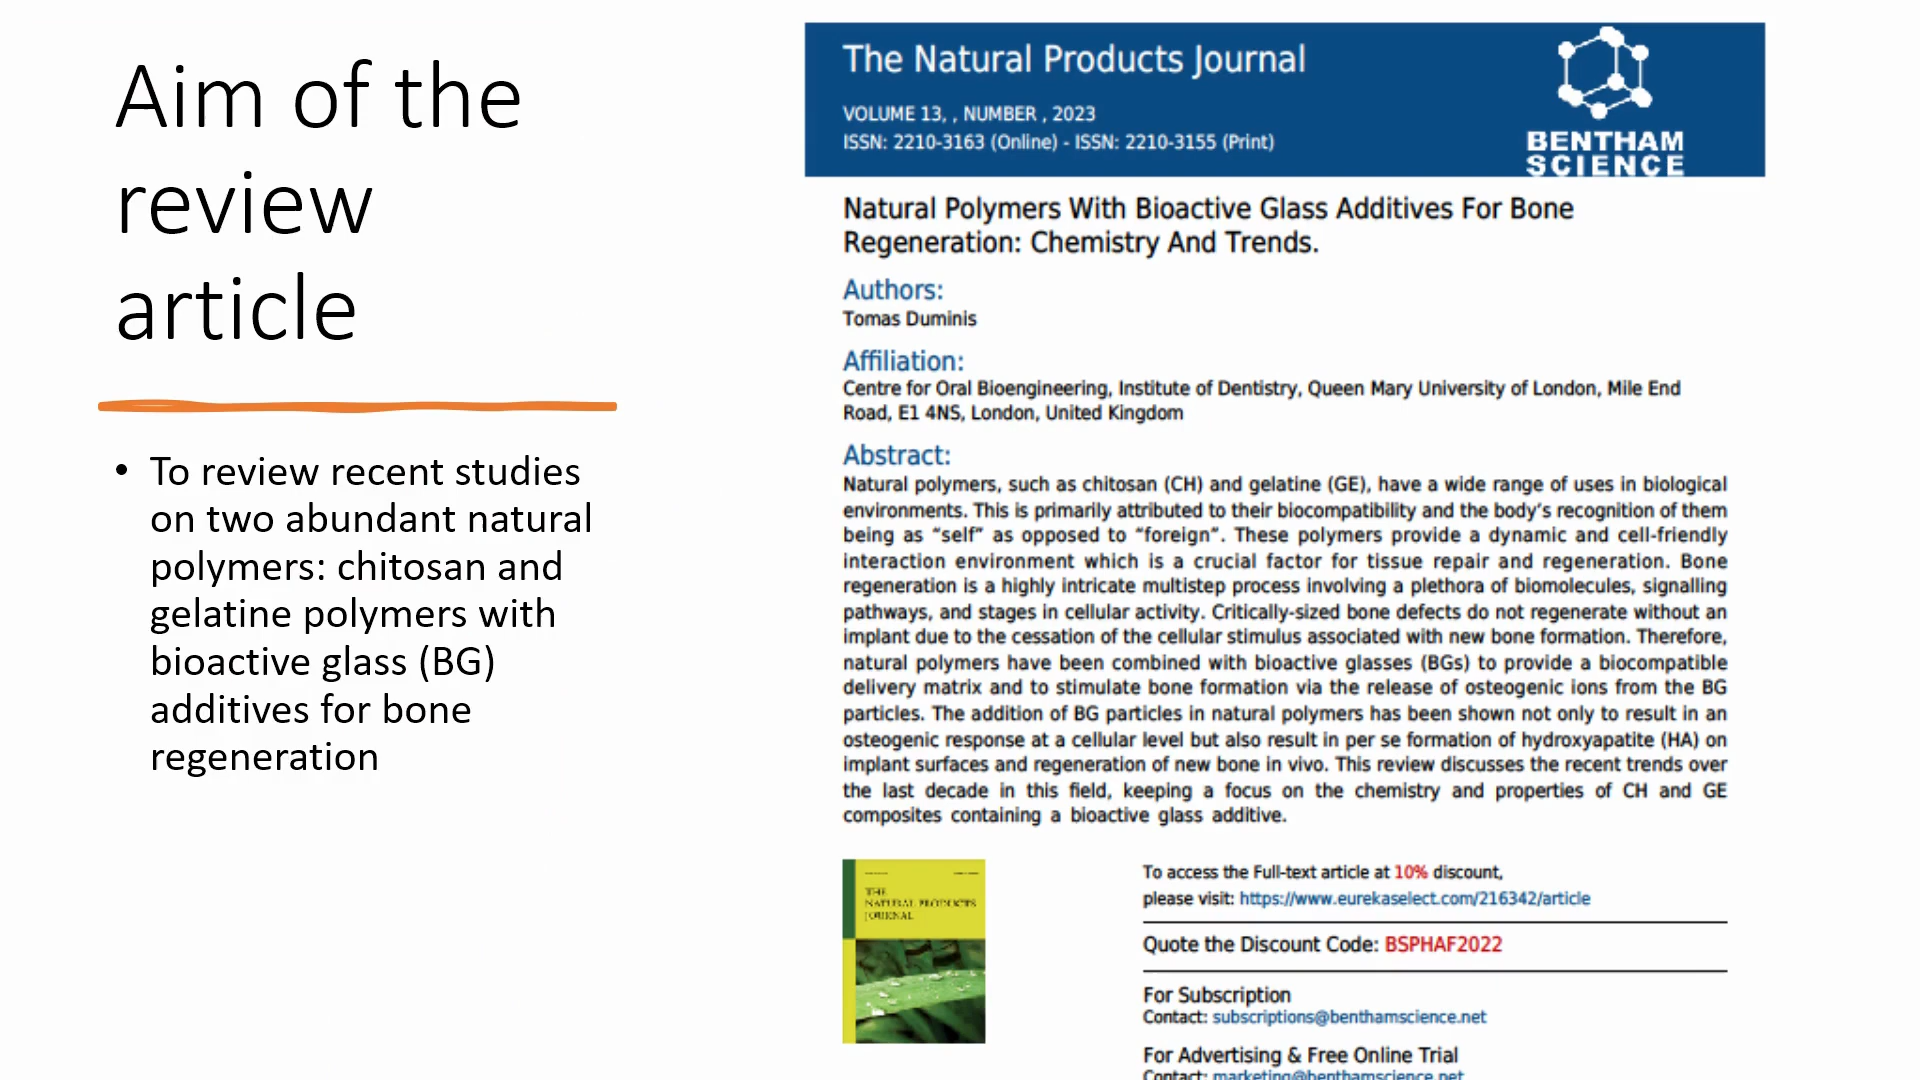 Aim of the
review
article
• To review recent studies
on two abundant natural
polymers: chitosan and
gelatine polymers with
bioactive glass (BG)
additives for bone
regeneration
The Natural Products Journal
VOLUME 13, , NUMBER , 2023
ISSN: 2210-3163 (Online) - ISSN: 2210-3155 (Print)
BENTHAM
SCIENCE
Natural Polymers With Bioactive Glass Additives For Bone
Regeneration: Chemistry And Trends.
Authors:
Tomas Duminis
Affiliation:
Centre for Oral Bioengineering, Institute of Dentistry, Queen Mary University of London, Mile End
Road, E1 4NS, London, United Kingdom
Abstract:
Natural polymers, such as chitosan (CH) and gelatine (GE), have a wide range of uses in biological
environments. This is primarily attributed to their biocompatibility and the body’s recognition of them
being as “self” as opposed to “foreign”. These polymers provide a dynamic and cell-friendly
interaction environment which is a crucial factor for tissue repair and regeneration. Bone
regeneration is a highly intricate multistep process involving a plethora of biomolecules, signalling
pathways, and stages in cellular activity. Critically-sized bone defects do not regenerate without an
implant due to the cessation of the cellular stimulus associated with new bone formation. Therefore,
natural polymers have been combined with bioactive glasses (BGs) to provide a biocompatible
delivery matrix and to stimulate bone formation via the release of osteogenic ions from the BG
particles. The addition of BG particles in natural polymers has been shown not only to result in an
osteogenic response at a cellular level but also result in per se formation of hydroxyapatite (HA) on
implant surfaces and regeneration of new bone in vivo. This review discusses the recent trends over
the last decade in this field, keeping a focus on the chemistry and properties of CH and GE
composites containing a bioactive glass additive.
THE
NATURAL PRODUCTS
JOURNAL
To access the Full-text article at 10% discount,
please visit: https://www.eurekaselect.com/216342/article
Quote the Discount Code: BSPHAF2022
For Subscription
Contact: subscriptions@benthamscience.net
For Advertising & Free Online Trial
Contact: marketing@benthamscience.net